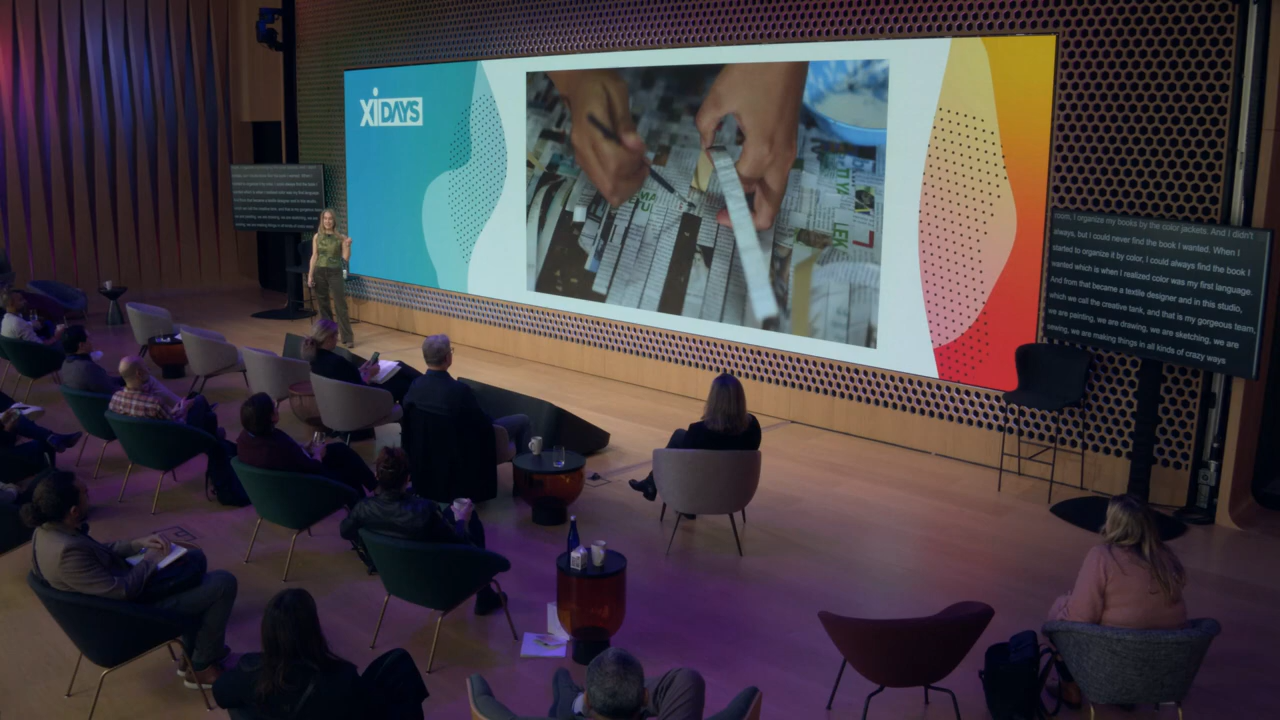 XIDAYS
room, I organize my books by the color jackets. And I didn't
always, but I could never find the book I wanted. When I
started to organize it by color, I could always find the book I
wanted which is when I realized color was my first language.
And from that became a textile designer and in this studio,
which we call the creative tank, and that is my gorgeous team,
we are painting, we are drawing, we are sketching, we are
sewing, we are making things in all kinds of crazy ways